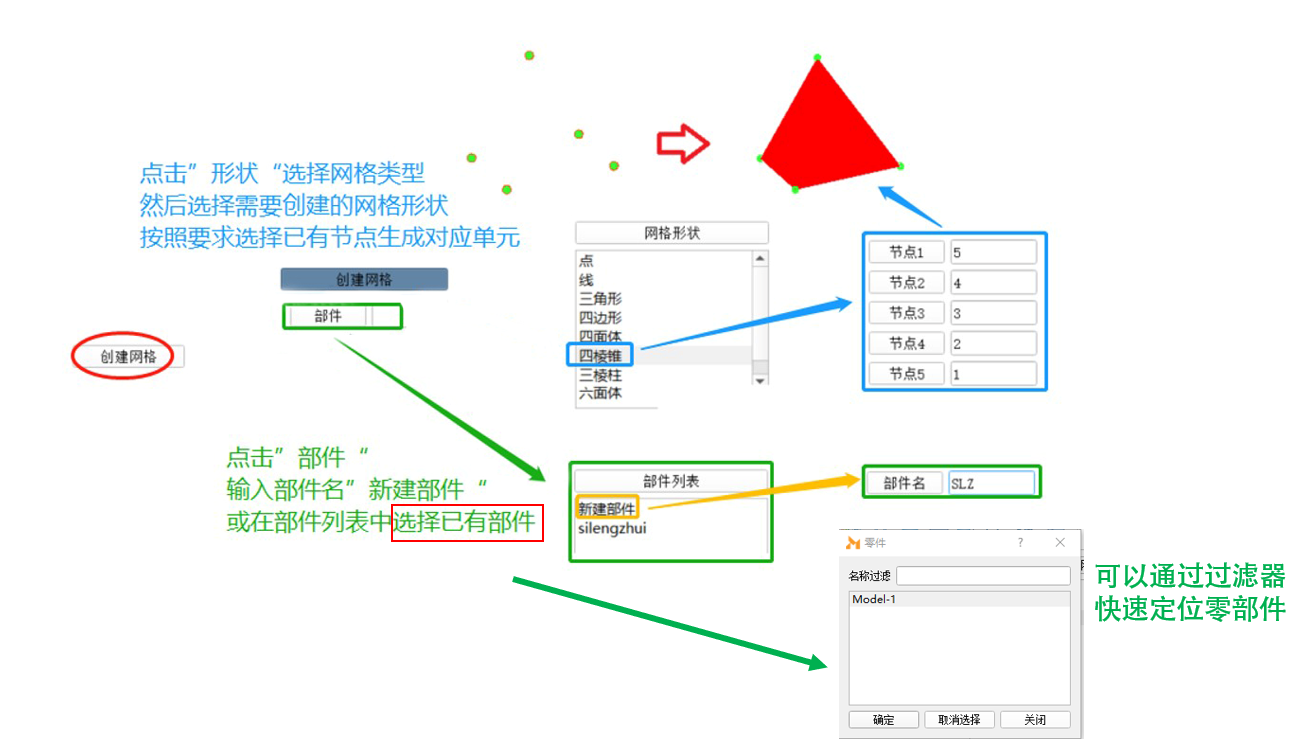 点击”形状“选择网格类型
然后选择需要创建的网格形状
按照要求选择已有节点生成对应单元
创建网格
部件
创建网格
网格形状
点
线
三角形
四边形
四面体
四棱锥
三棱柱
六面体
节点1 5
节点2 4
节点3 3
节点4 2
节点5 1
点击”部件“
输入部件名”新建部件“
或在部件列表中选择已有部件
部件列表
新建部件
silengzhui
部件名 SLZ
零件 ?
名称过滤
Model-1
确定 取消选择 关闭
可以通过过滤器
快速定位零部件